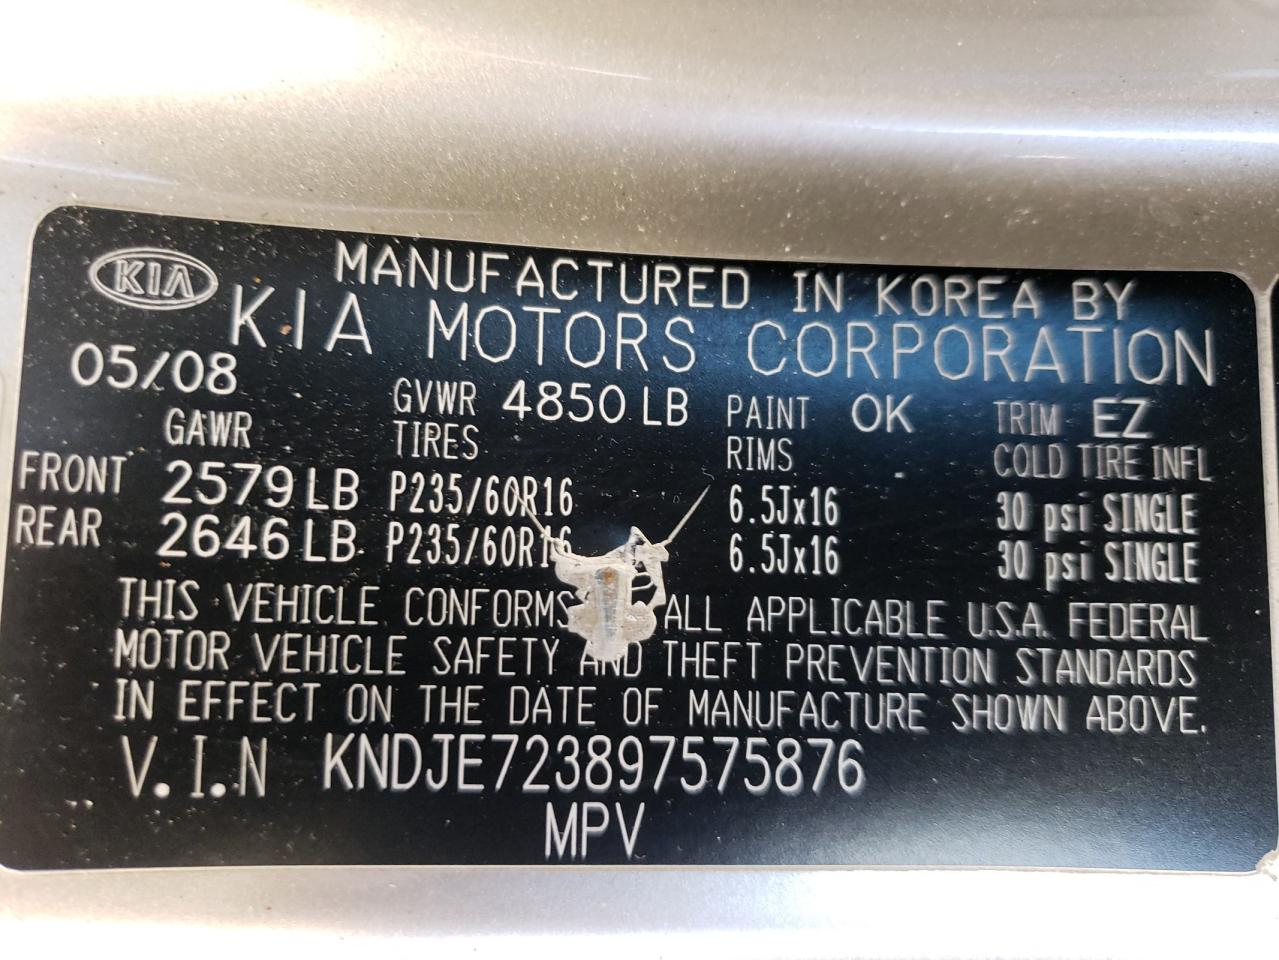 KIA
MANUFACTURED IN KOREA BY
KIA MOTORS CORPORATION
05/08
GVWR 4850 LB PAINT OK TRIM EZ
GAWR TIRES RIMS COLD TIRE INFL
FRONT 2579 LB P235/60R16 6.5Jx16 30 psi SINGLE
REAR 2646 LB P235/60R16 6.5Jx16 30 psi SINGLE
THIS VEHICLE CONFORMS ALL APPLICABLE U.S.A. FEDERAL
MOTOR VEHICLE SAFETY AND THEFT PREVENTION STANDARDS
IN EFFECT ON THE DATE OF MANUFACTURE SHOWN ABOVE.
V.I.N KNDJE723897575876
MPV